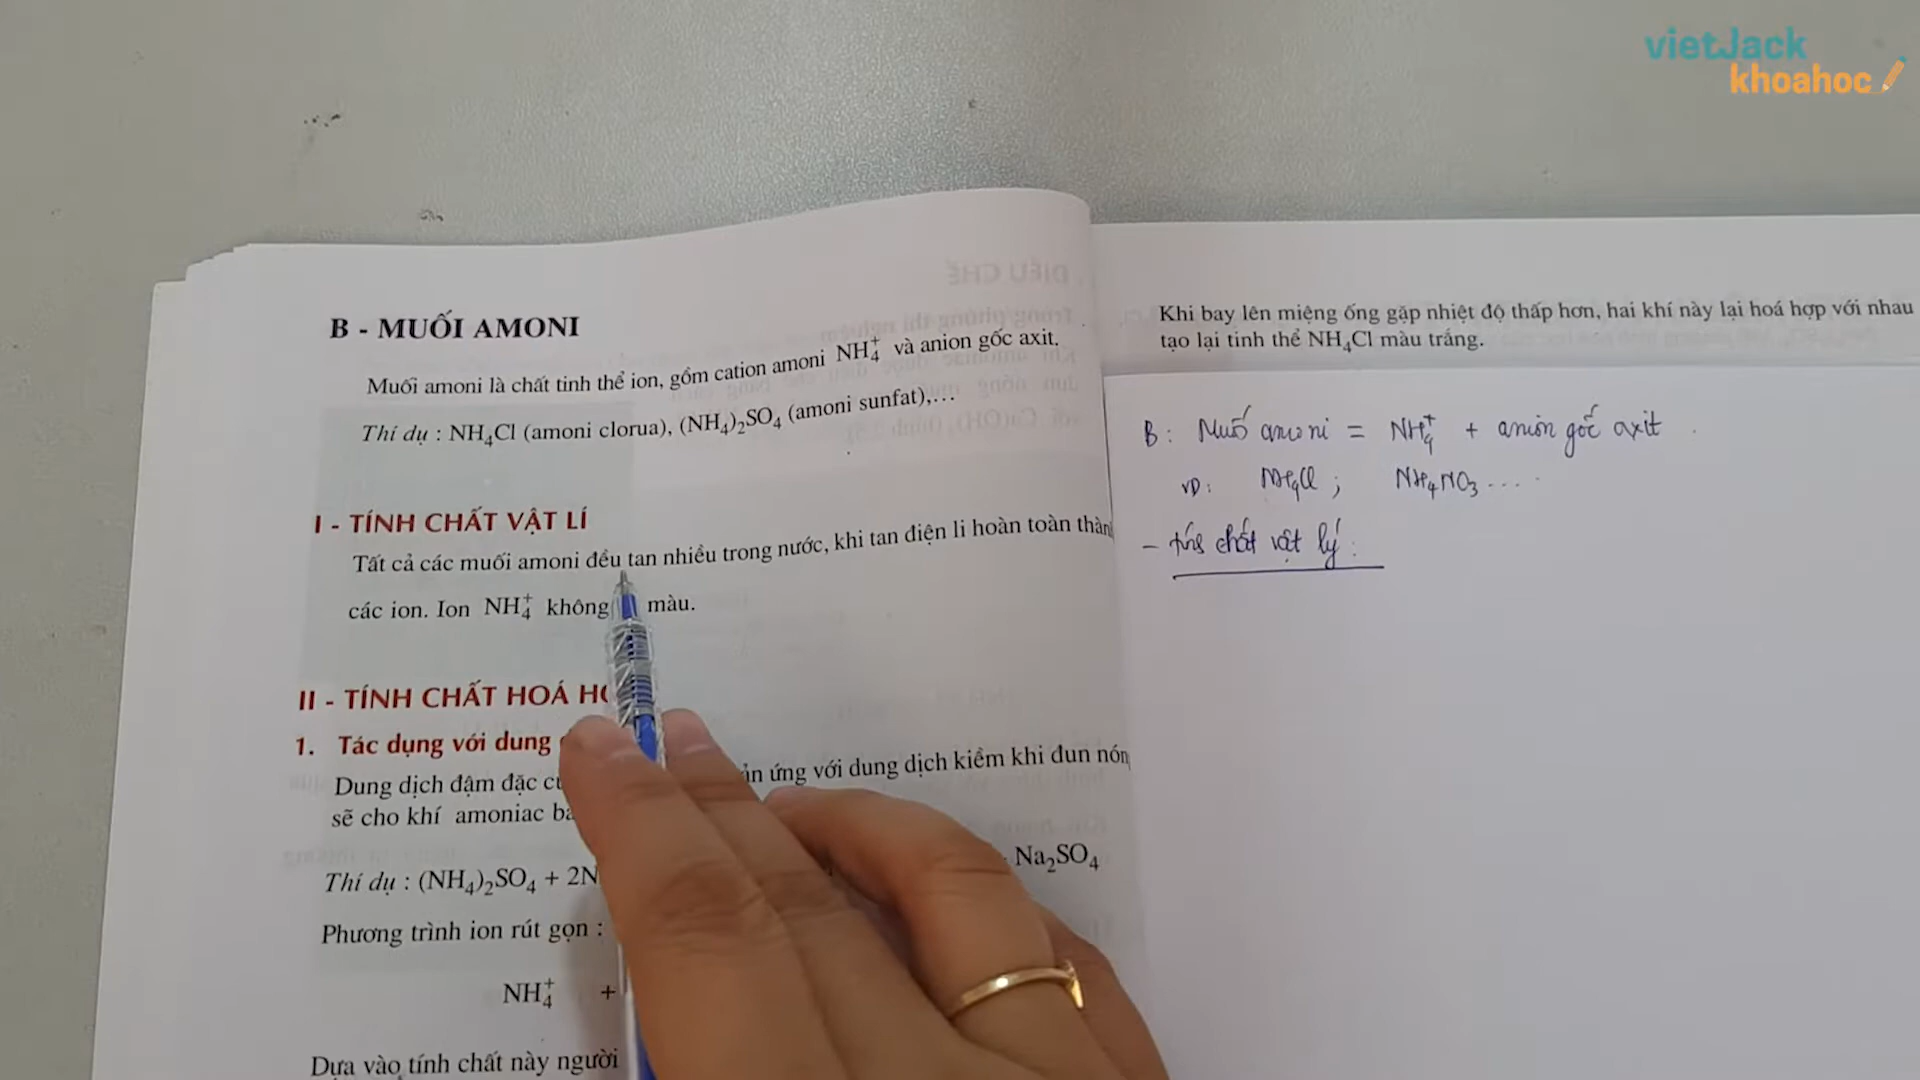 vietJack
khoahoc
B - MUỐI AMONI
Muối amoni là chất tinh thể ion, gồm cation amoni NH₄⁺ và anion gốc axit.
Thí dụ : NH₄Cl (amoni clorua), (NH₄)₂SO₄ (amoni sunfat),...
I - TÍNH CHẤT VẬT LÍ
Tất cả các muối amoni đều tan nhiều trong nước, khi tan điện li hoàn toàn
các ion. Ion NH₄⁺ không màu.
II - TÍNH CHẤT HOÁ
1. Tác dụng với dung
Dung dịch đậm đặc ứng với dung dịch kiềm khi đun
sẽ cho khí amoniac
Thí dụ : (NH₄)₂SO₄ + 2N Na₂SO₄
Phương trình ion rút gọn :
NH₄⁺ +
Dựa vào tính chất này người
Khi bay lên miệng ống gặp nhiệt độ thấp hơn, hai khí này lại hoá hợp với nhau
tạo lại tinh thể NH₄Cl màu trắng.
B : Muối amoni = NH₄⁺ + anion gốc axit
VD: NH₄Cl ; NH₄NO₃ ....
- tính chất vật lý :